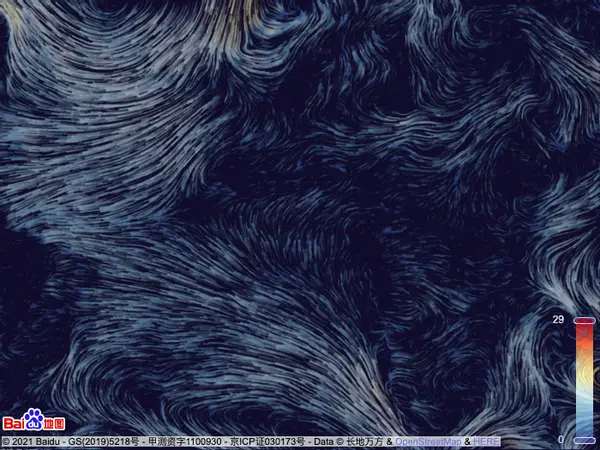 29
0
Bai du 地图
© 2021 Baidu - GS(2019)5218号 - 甲测资字1100930 - 京ICP证030173号 - Data © 长地万方 & OpenStreetMap & HERE